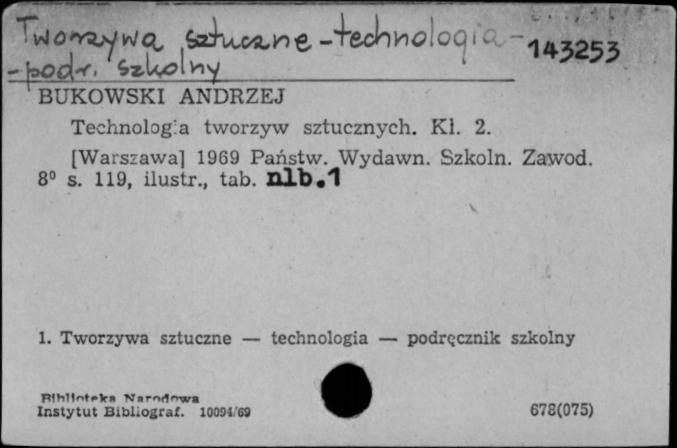 Tworzywa sztuczne - technologia -
- podr. szkolny
143253
BUKOWSKI ANDRZEJ
Technologia tworzyw sztucznych. Kl. 2.
[Warszawa] 1969 Państw. Wydawn. Szkoln. Zawod.
8° s. 119, ilustr., tab. nlb.1
1. Tworzywa sztuczne — technologia — podręcznik szkolny
Biblioteka Narodowa
Instytut Bibliograf. 10094/69
678(075)